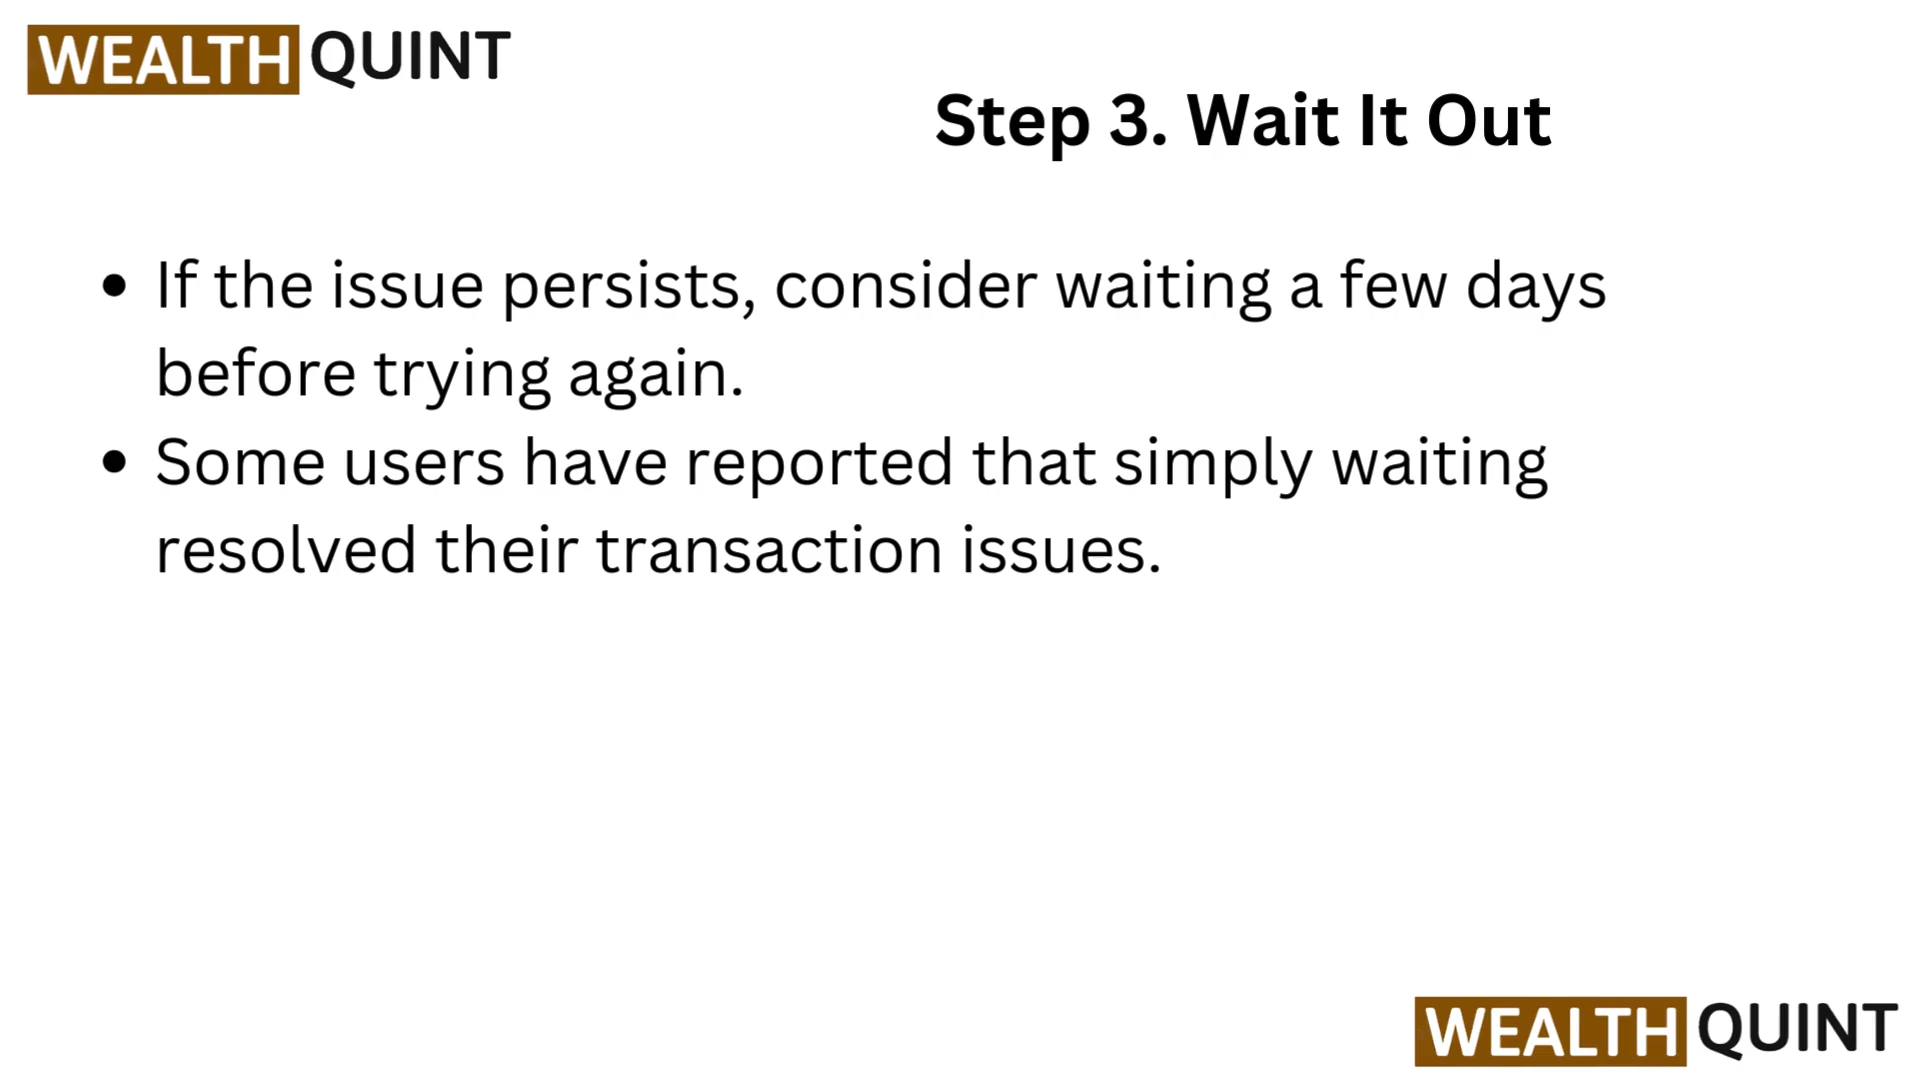 WEALTH QUINT
Step 3. Wait It Out
• If the issue persists, consider waiting a few days
before trying again.
• Some users have reported that simply waiting
resolved their transaction issues.
WEALTH QUINT